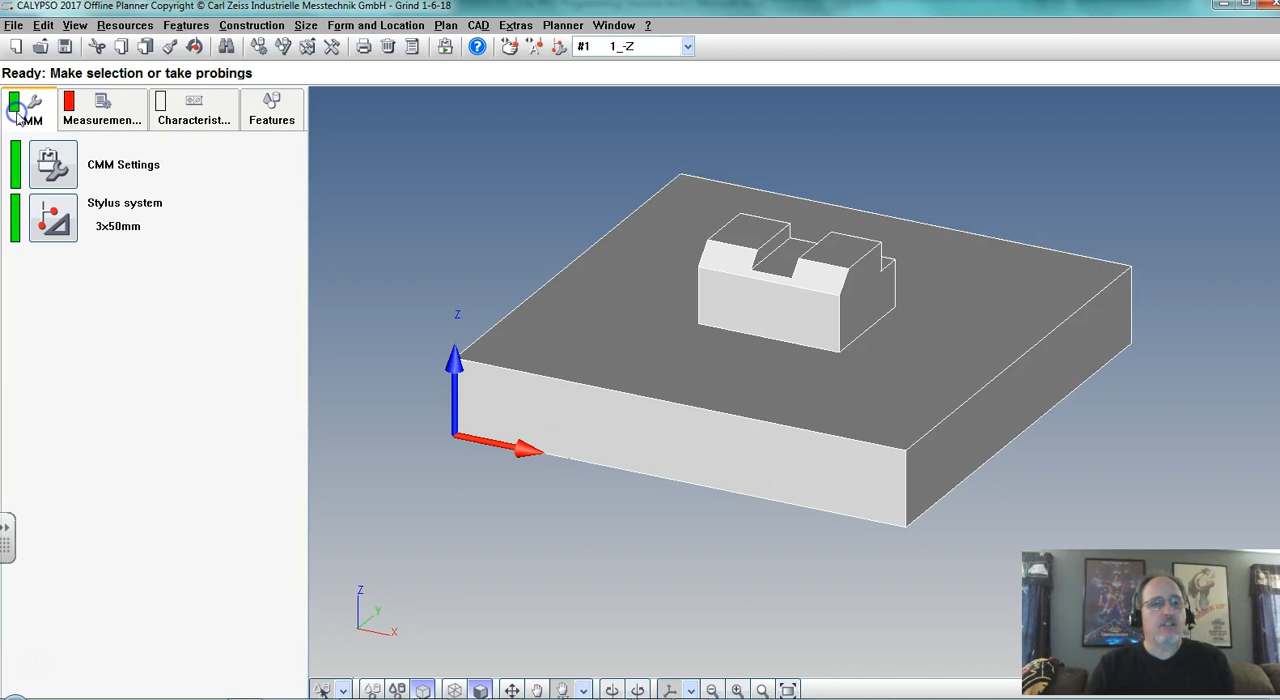 CALYPSO 2017 Offline Planner Copyright © Carl Zeiss Industrielle Messtechnik GmbH - Grind 1-6-18
File Edit View Resources Features Construction Size Form and Location Plan CAD Extras Planner Window ?
#1 1_-Z
Ready: Make selection or take probings
MM Measuremen... Characterist... Features
CMM Settings
Stylus system
3x50mm
Z
Z
Y
X